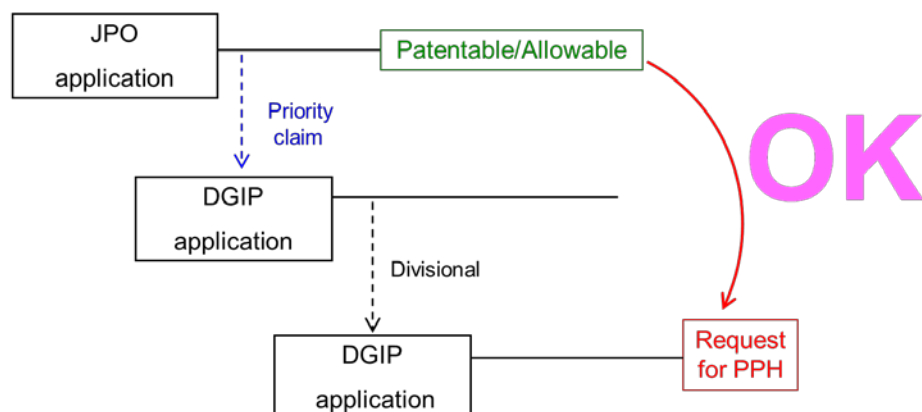 JPO
application
Patentable/Allowable
Priority
claim
OK
DGIP
application
Divisional
DGIP
application
Request
for PPH